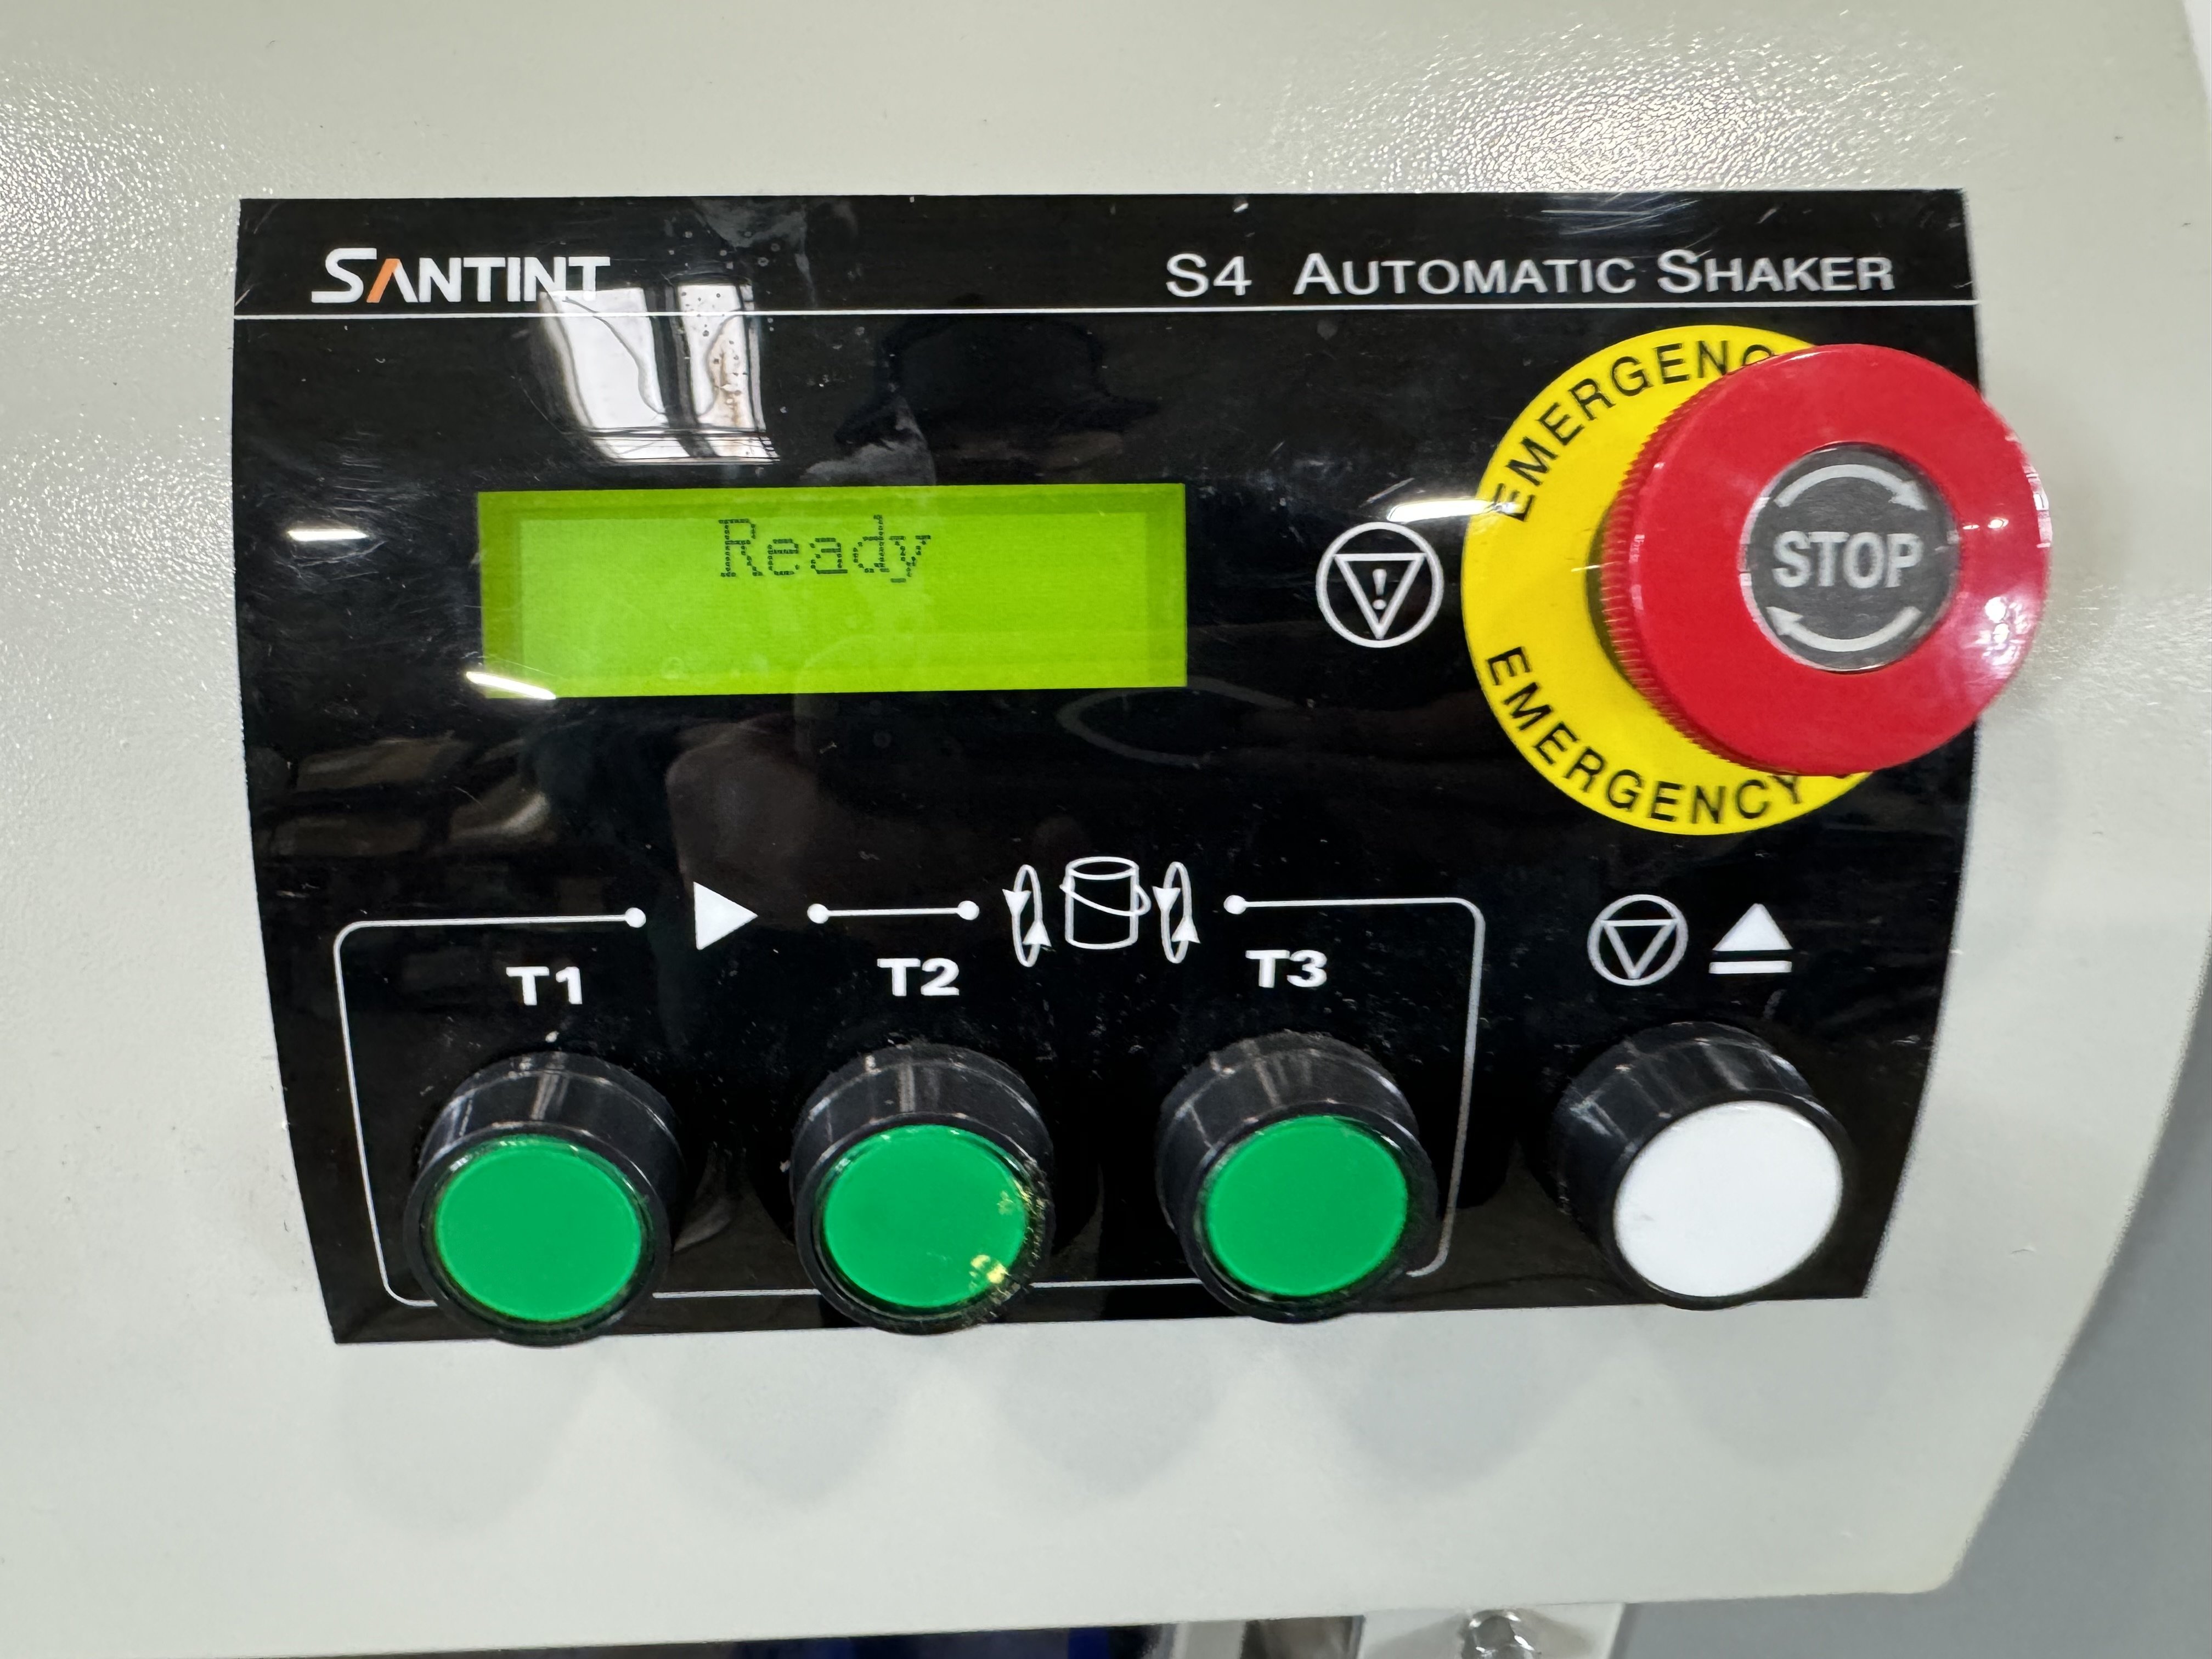 SANTINT
S4 AUTOMATIC SHAKER
EMERGENCY
STOP
EMERGENCY
Ready
T1
T2
T3